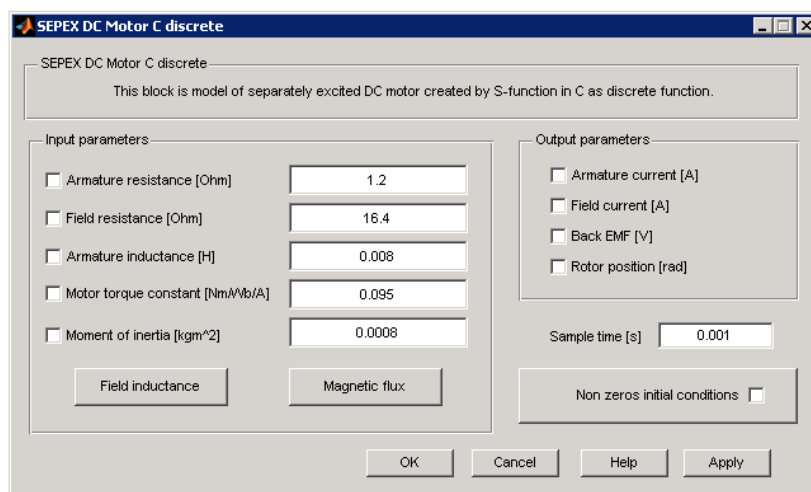 SEPEX DC Motor C discrete
SEPEX DC Motor C discrete
This block is model of separately excited DC motor created by S-function in C as discrete function.
Input parameters
Armature resistance [Ohm] 1.2
Field resistance [Ohm] 16.4
Armature inductance [H] 0.008
Motor torque constant [Nm/Wb/A] 0.095
Moment of inertia [kgm^2] 0.0008
Field inductance Magnetic flux
Output parameters
Armature current [A]
Field current [A]
Back EMF [V]
Rotor position [rad]
Sample time [s] 0.001
Non zeros initial conditions
OK Cancel Help Apply